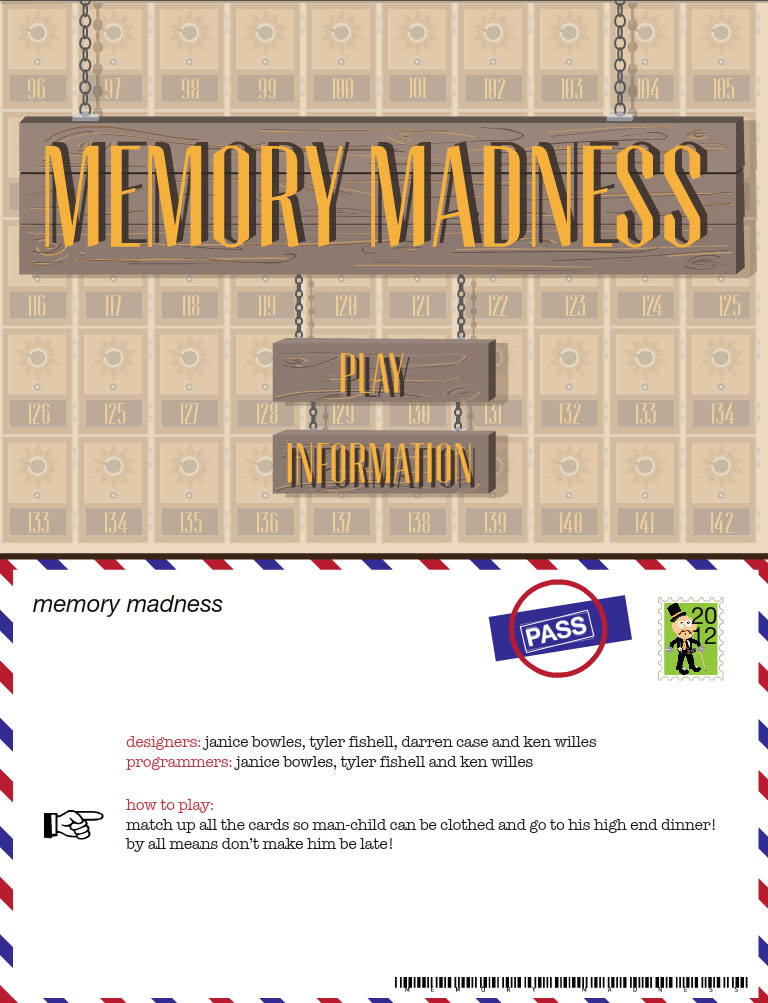 96 97 98 99 100 101 102 103 104 105
MEMORY MADNESS
116 117 118 119 120 121 122 123 124 125
PLAY
126 125 127 128 129 130 131 132 133 134
INFORMATION
133 134 135 136 137 138 139 140 141 142
memory madness
PASS
20
12
designers: janice bowles, tyler fishell, darren case and ken willes
programmers: janice bowles, tyler fishell and ken willes
how to play:
match up all the cards so man-child can be clothed and go to his high end dinner!
by all means don't make him be late!
M E M O R Y M A D N E S S